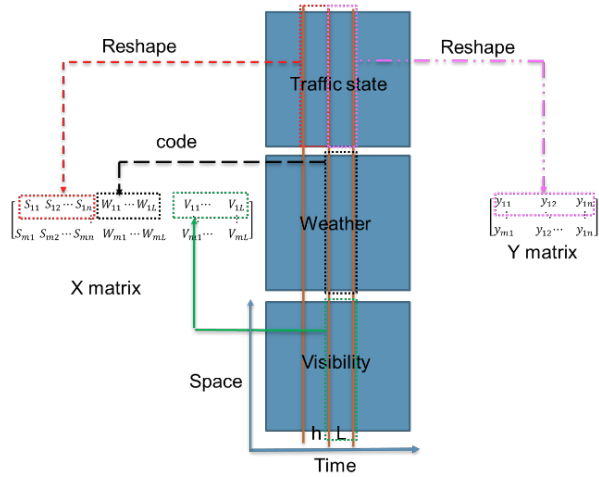 Reshape
Reshape
Traffic state
code
S11 S12 ⋯ S1n W11 ⋯ W1L V11 ⋯ V1L
⋮
Sm1 Sm2 ⋯ Smn Wm1 ⋯ WmL Vm1 ⋯ VmL
Weather
y11 y12 y1n
⋮ ⋮ ⋮
ym1 y12 ⋯ y1n
Y matrix
X matrix
Visibility
Space
h L
Time